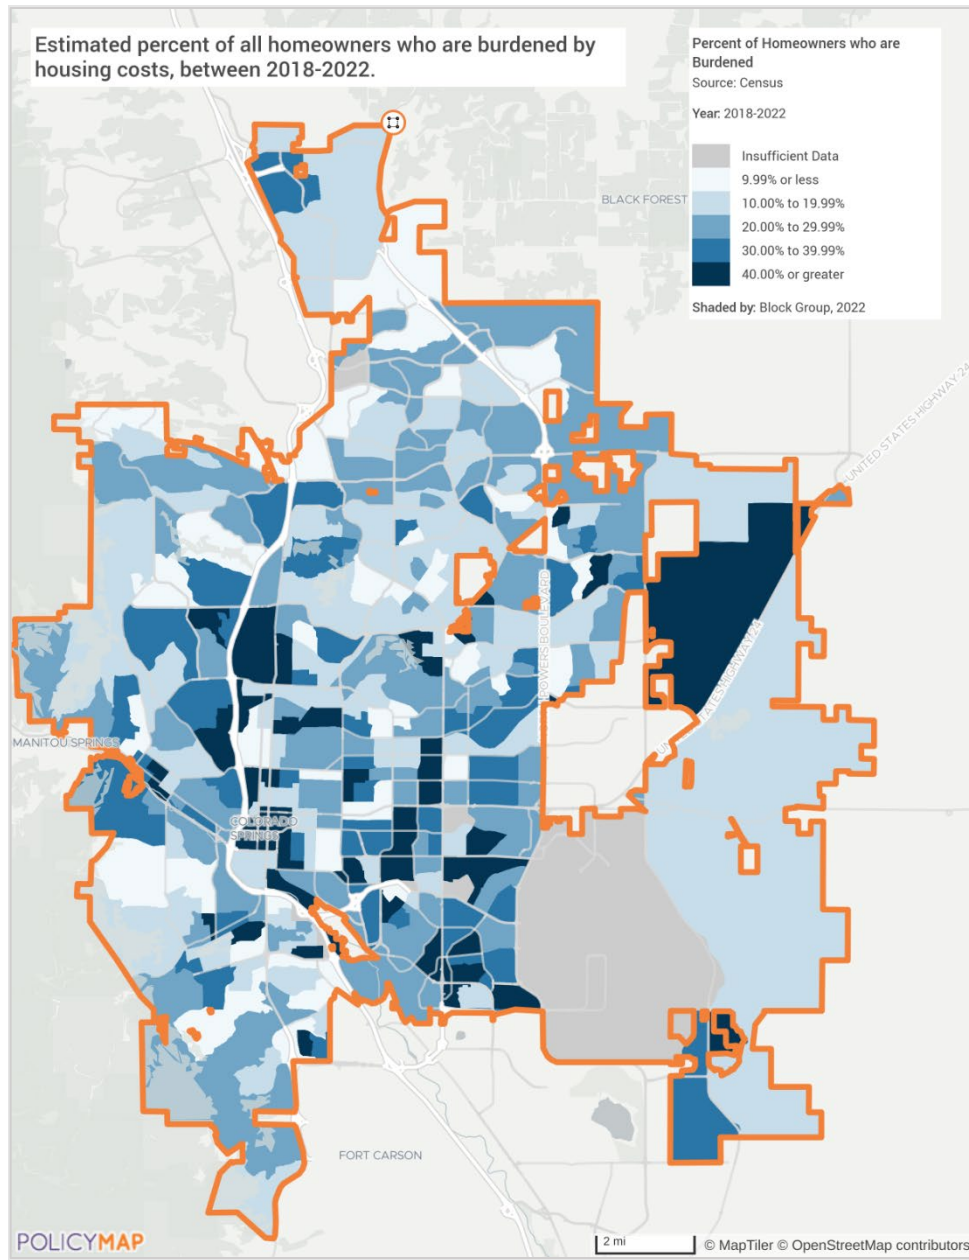 Estimated percent of all homeowners who are burdened by
housing costs, between 2018-2022.
Percent of Homeowners who are
Burdened
Source: Census
Year: 2018-2022
Insufficient Data
9.99% or less
10.00% to 19.99%
20.00% to 29.99%
30.00% to 39.99%
40.00% or greater
Shaded by: Block Group, 2022
BLACK FOREST
UNITED STATES HIGHWAY 24
POWERS BOULEVARD
STATES HIGHWAY 24
MANITOU SPRINGS
COLORADO
SPRINGS
FORT CARSON
POLICYMAP
2 mi
© MapTiler © OpenStreetMap contributors